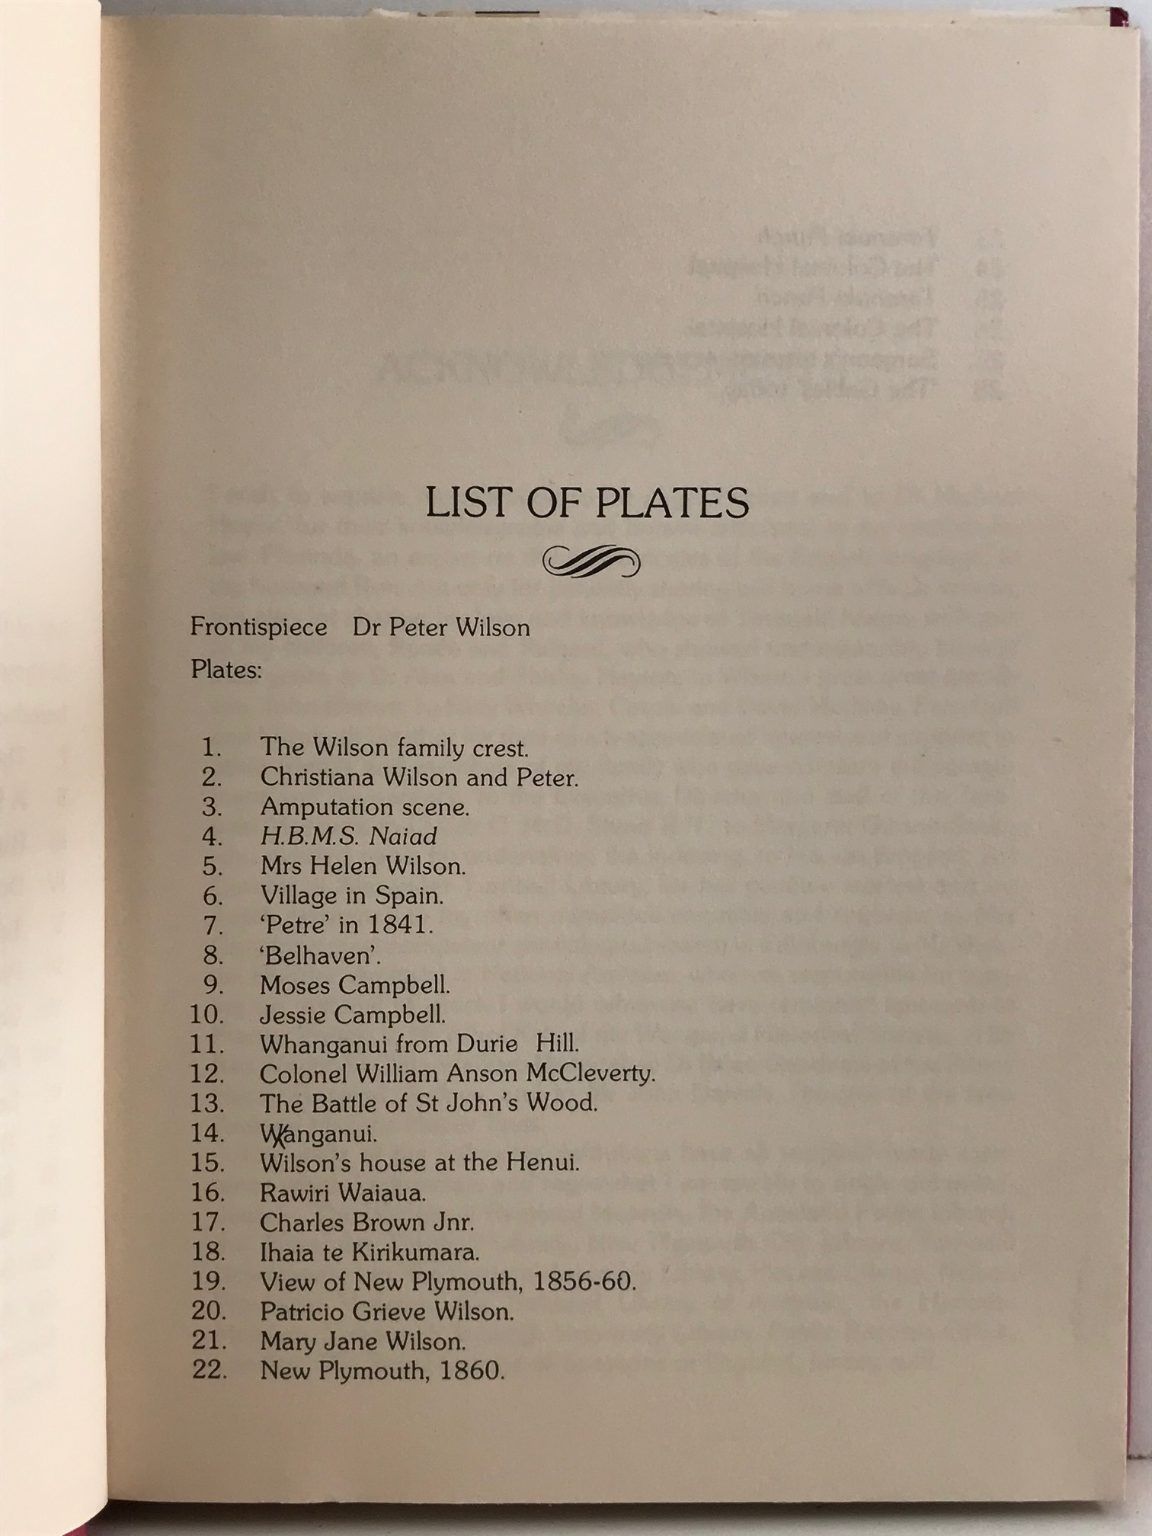 LIST OF PLATES
Frontispiece Dr Peter Wilson
Plates:
1. The Wilson family crest.
2. Christiana Wilson and Peter.
3. Amputation scene.
4. H.B.M.S. Naiad
5. Mrs Helen Wilson.
6. Village in Spain.
7. ‘Petre’ in 1841.
8. ‘Belhaven’.
9. Moses Campbell.
10. Jessie Campbell.
11. Whanganui from Durie Hill.
12. Colonel William Anson McCleverty.
13. The Battle of St John’s Wood.
14. Wanganui.
15. Wilson’s house at the Henui.
16. Rawiri Waiaua.
17. Charles Brown Jnr.
18. Ihaia te Kirikumara.
19. View of New Plymouth, 1856-60.
20. Patricio Grieve Wilson.
21. Mary Jane Wilson.
22. New Plymouth, 1860.